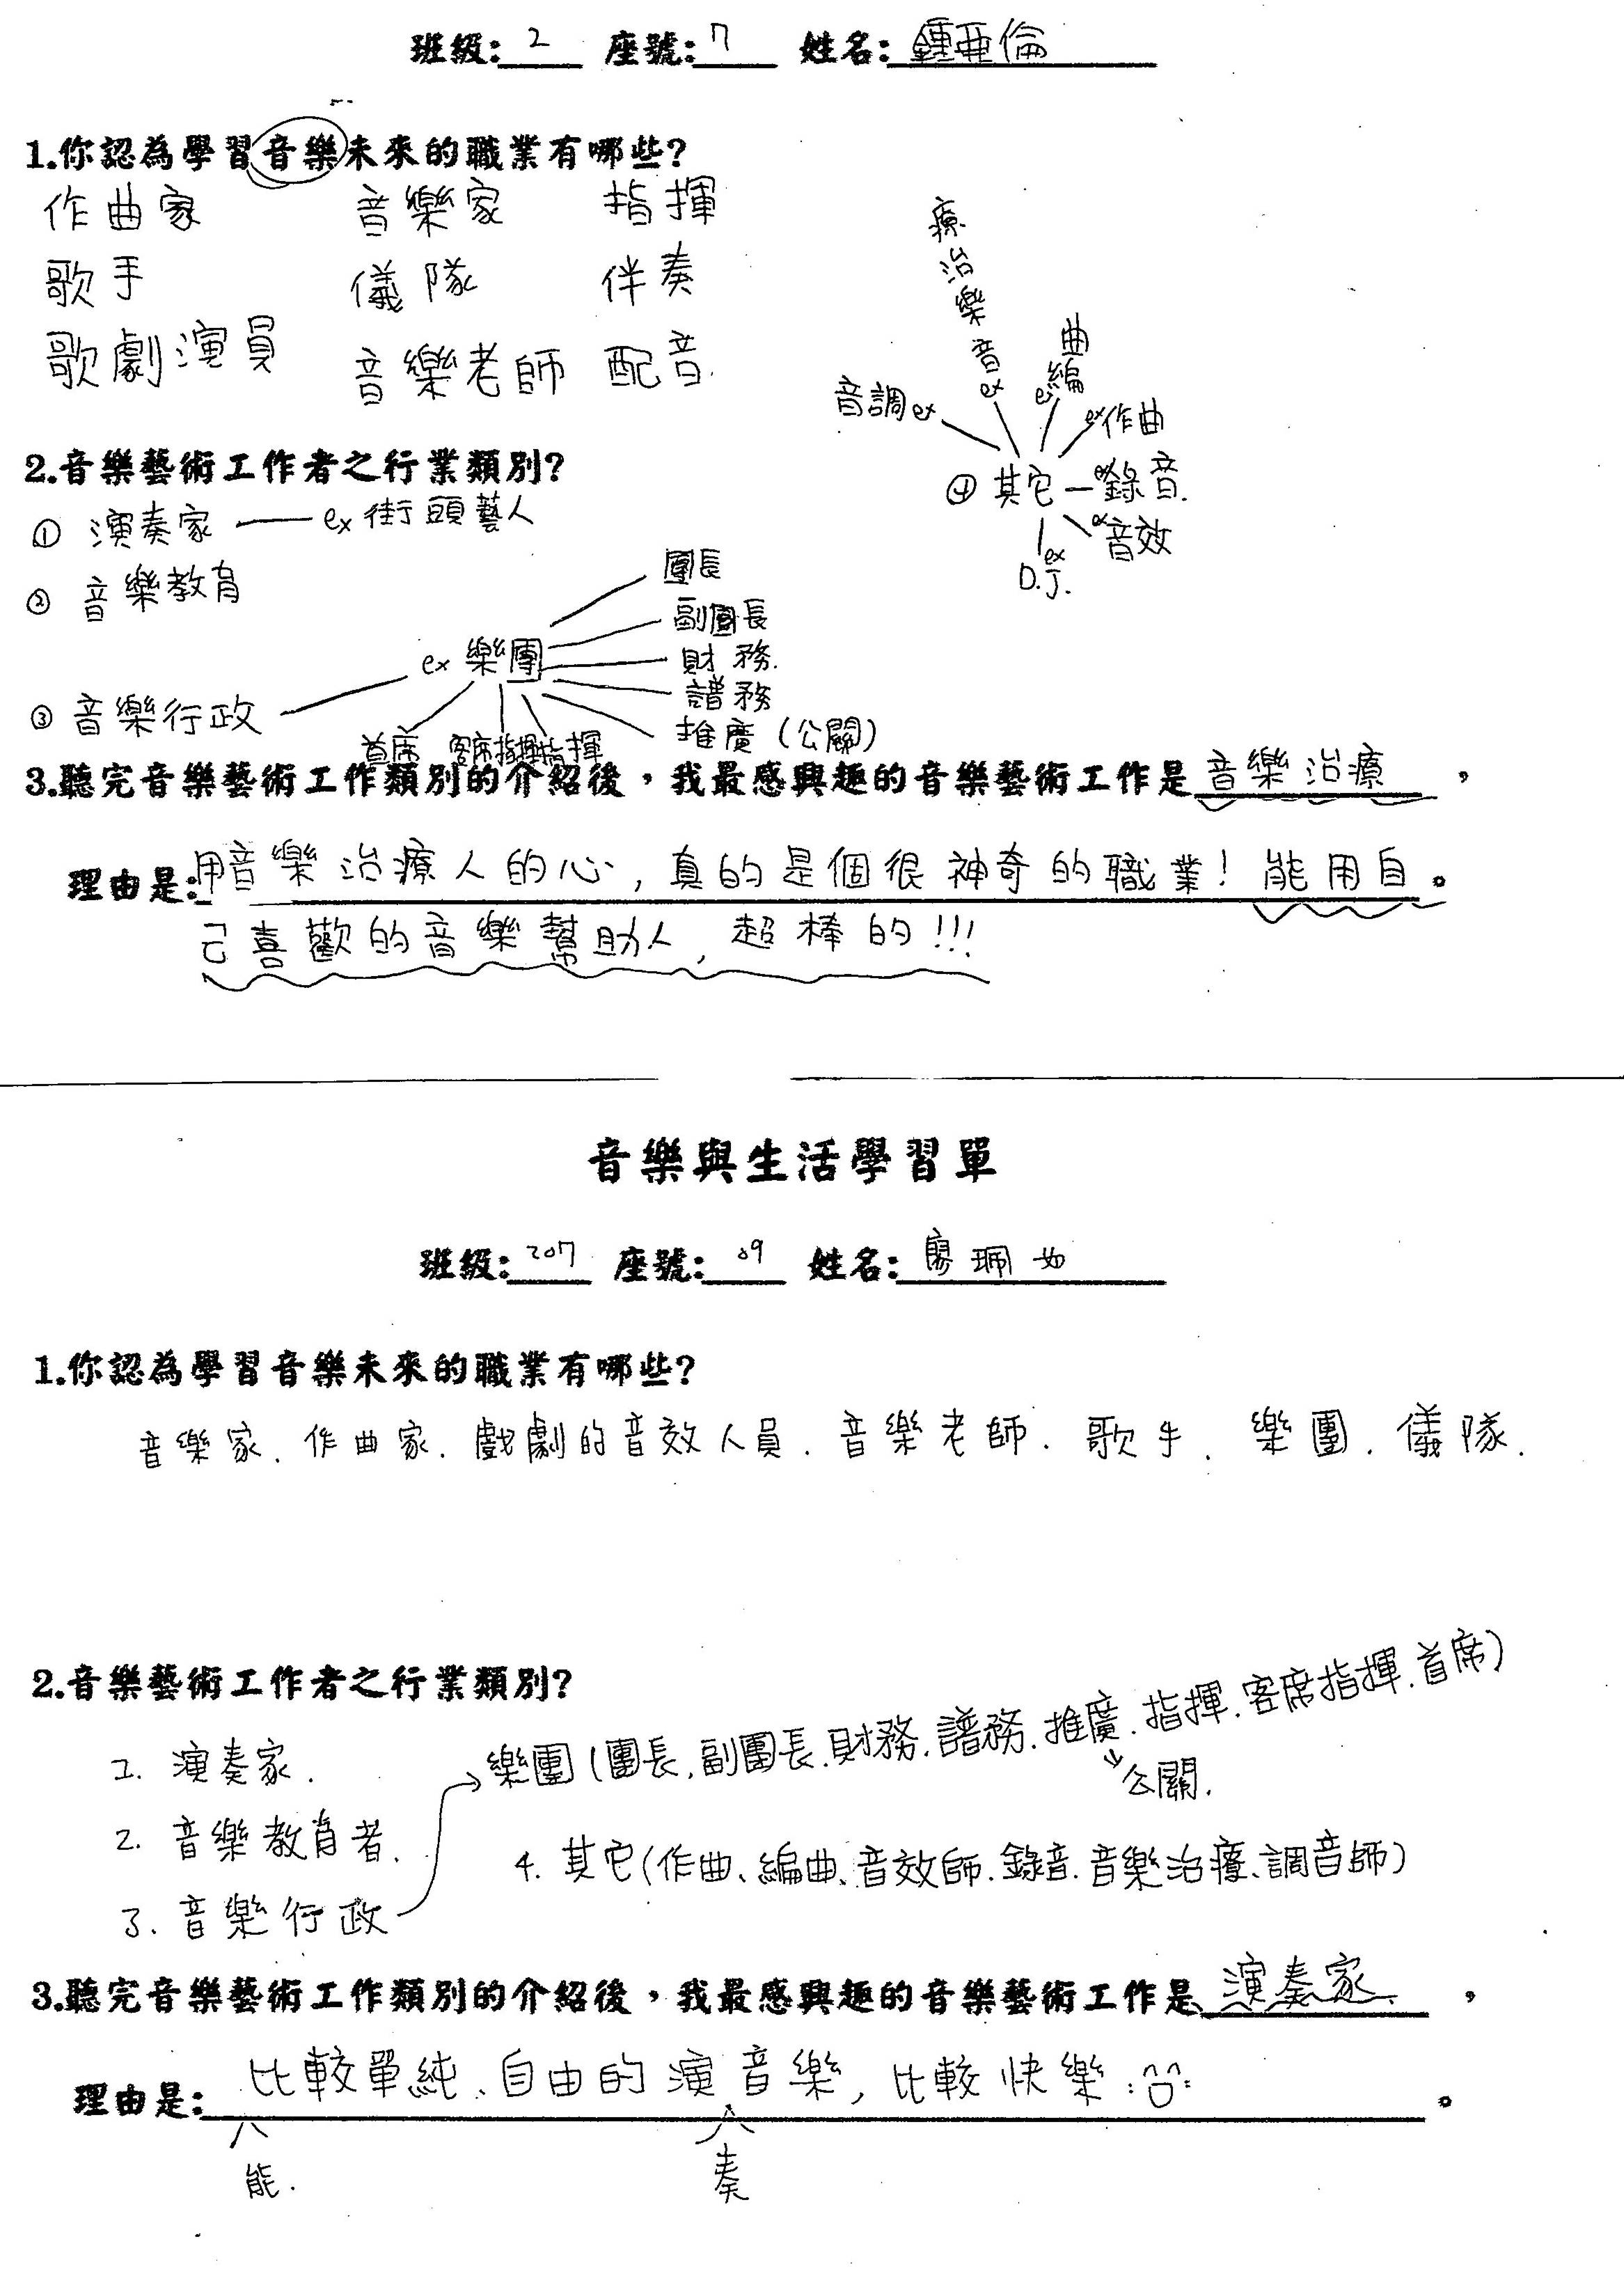 班級: 2 座號: 7 姓名: 鍾亜倫
1.你認為學習音樂未來的職業有哪些?
作曲家 音樂家 指揮
歌手 儀隊 伴奏
歌劇演員 音樂老師 配音.
2.音樂藝術工作者之行業類別?
① 演奏家 — ex 街頭藝人
② 音樂教育
③ 音樂行政 — ex 樂團
團長
副團長
財務.
譜務
推廣(公關)
指揮
客席指揮
首席
④ 其它
ex 音調
ex 音樂治療
ex 編曲
ex 作曲
ex 錄音.
ex 音效
ex D.J.
3.聽完音樂藝術工作類別的介紹後,我最感興趣的音樂藝術工作是音樂治療,
理由是:用音樂治療人的心,真的是個很神奇的職業!能用自。
己喜歡的音樂幫助人,超棒的!!!
音樂與生活學習單
班級: 207 座號: 09 姓名: 廖珮妏
1.你認為學習音樂未來的職業有哪些?
音樂家.作曲家.戲劇的音效人員.音樂老師.歌手.樂團.儀隊.
2.音樂藝術工作者之行業類別?
1. 演奏家.
2. 音樂教育者.
3. 音樂行政 → 樂團(團長,副團長.財務.譜務.推廣.指揮.客席指揮.首席)
↓公關.
4. 其它(作曲、編曲、音效師.錄音.音樂治療、調音師)
3.聽完音樂藝術工作類別的介紹後,我最感興趣的音樂藝術工作是演奏家.,
理由是:比較單純、自由的演音樂,比較快樂。
能.
奏